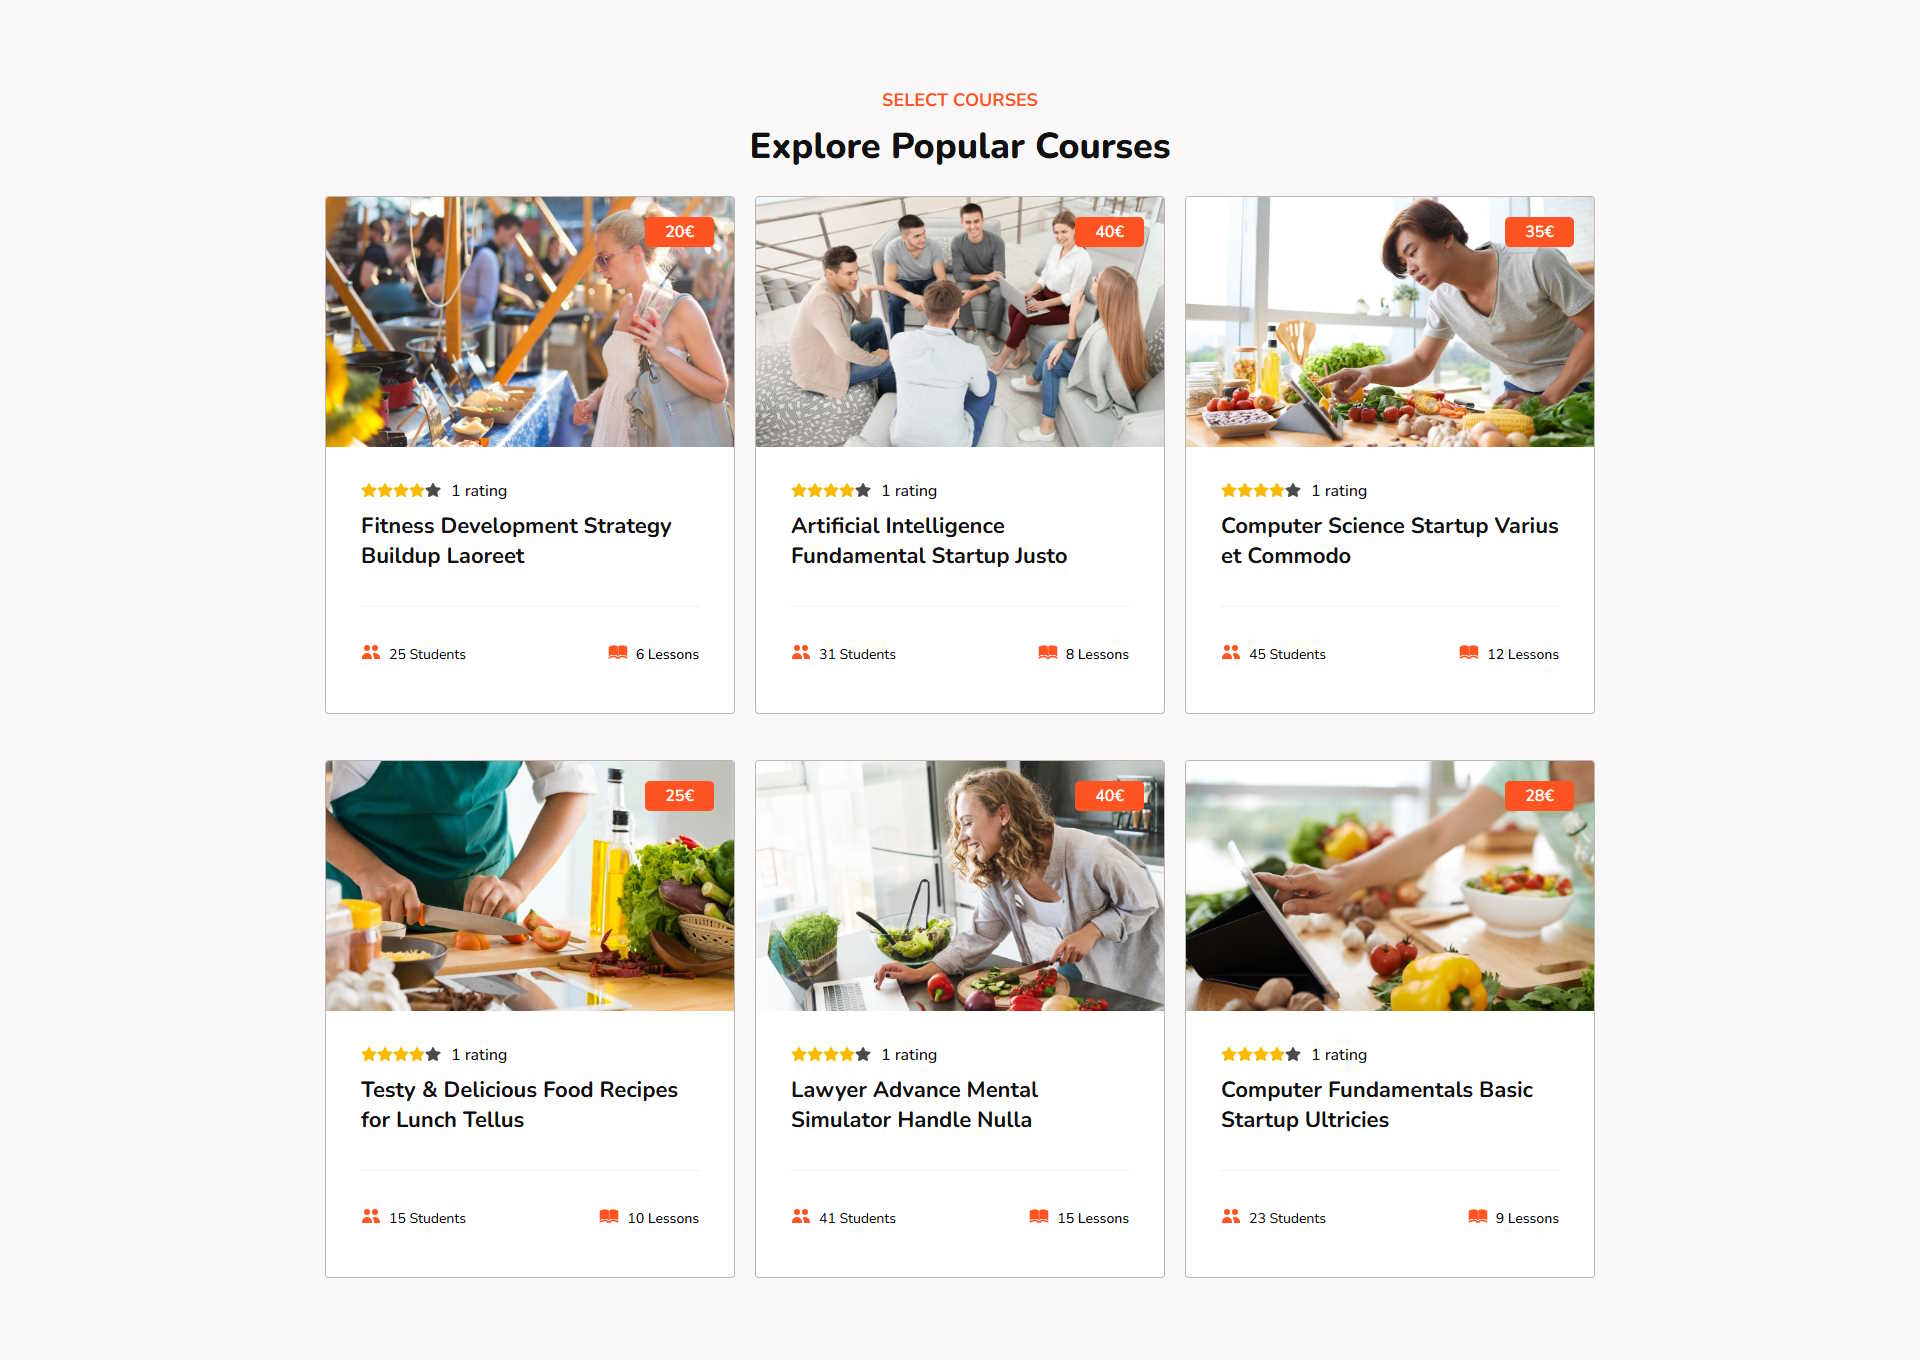 SELECT COURSES
Explore Popular Courses
20€
40€
35€
1 rating
Fitness Development Strategy
Buildup Laoreet
25 Students
6 Lessons
1 rating
Artificial Intelligence
Fundamental Startup Justo
31 Students
8 Lessons
1 rating
Computer Science Startup Varius
et Commodo
45 Students
12 Lessons
25€
40€
28€
1 rating
Testy & Delicious Food Recipes
for Lunch Tellus
15 Students
10 Lessons
1 rating
Lawyer Advance Mental
Simulator Handle Nulla
41 Students
15 Lessons
1 rating
Computer Fundamentals Basic
Startup Ultricies
23 Students
9 Lessons